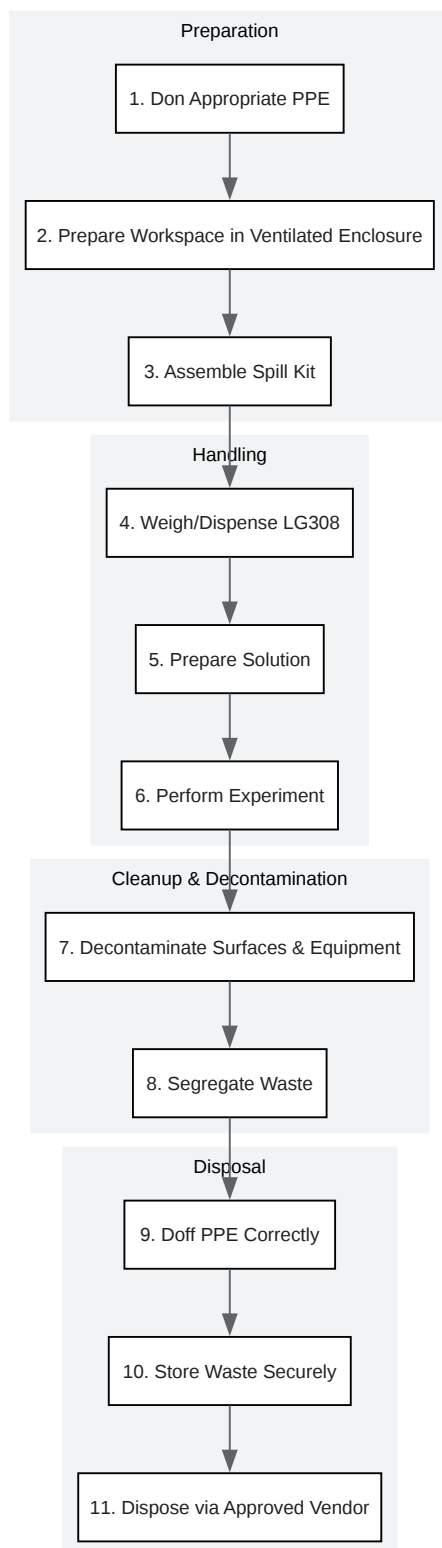 Preparation
1. Don Appropriate PPE
2. Prepare Workspace in Ventilated Enclosure
3. Assemble Spill Kit
Handling
4. Weigh/Dispense LG308
5. Prepare Solution
6. Perform Experiment
Cleanup & Decontamination
7. Decontaminate Surfaces & Equipment
8. Segregate Waste
Disposal
9. Doff PPE Correctly
10. Store Waste Securely
11. Dispose via Approved Vendor